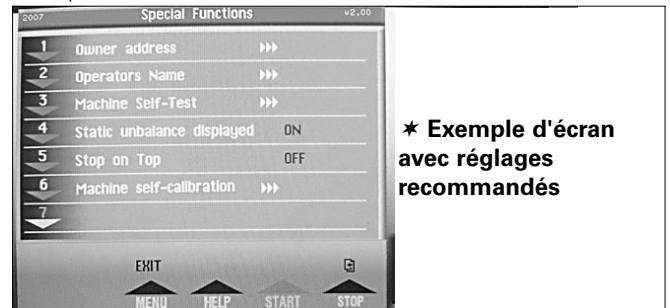 2007 Special Functions v2.00
1 Owner address
2 Operators Name
3 Machine Self-Test
4 Static unbalance displayed ON
5 Stop on Top OFF
6 Machine self-calibration
7
✶ Exemple d'écran
avec réglages
recommandés
EXIT
MENU HELP START STOP